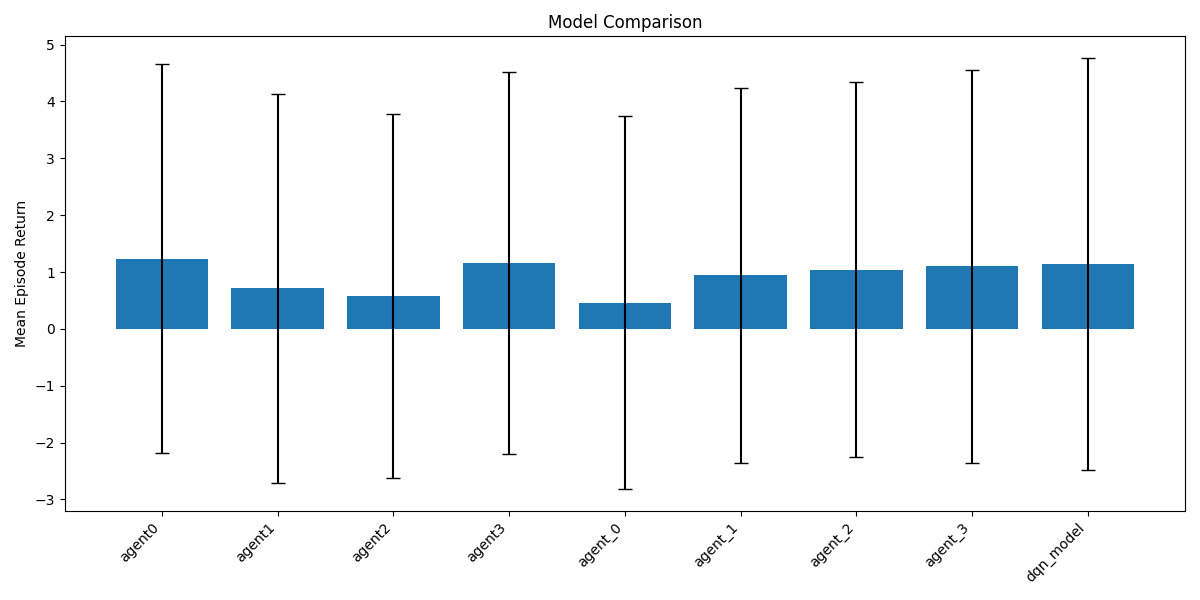 Model Comparison
Mean Episode Return
5
4
3
2
1
0
−1
−2
−3
agent0
agent1
agent2
agent3
agent_0
agent_1
agent_2
agent_3
dqn_model